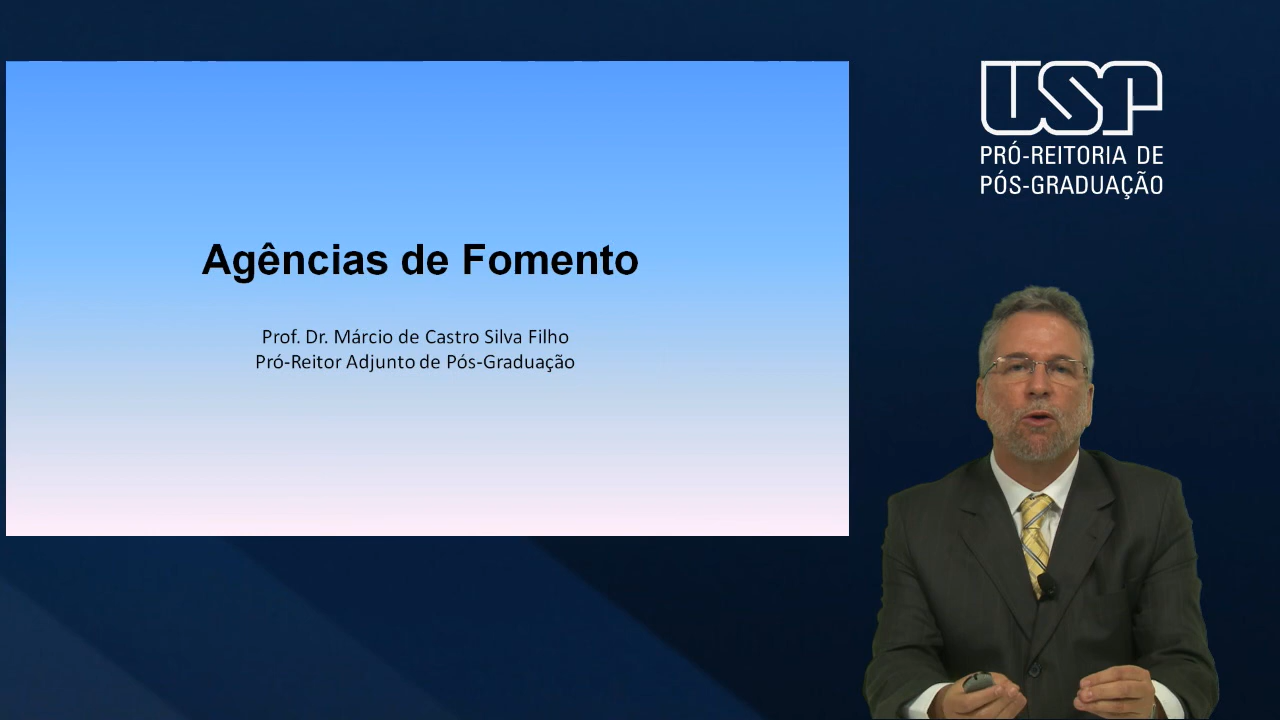 Agências de Fomento
Prof. Dr. Márcio de Castro Silva Filho
Pró-Reitor Adjunto de Pós-Graduação
USP
PRÓ-REITORIA DE
PÓS-GRADUAÇÃO